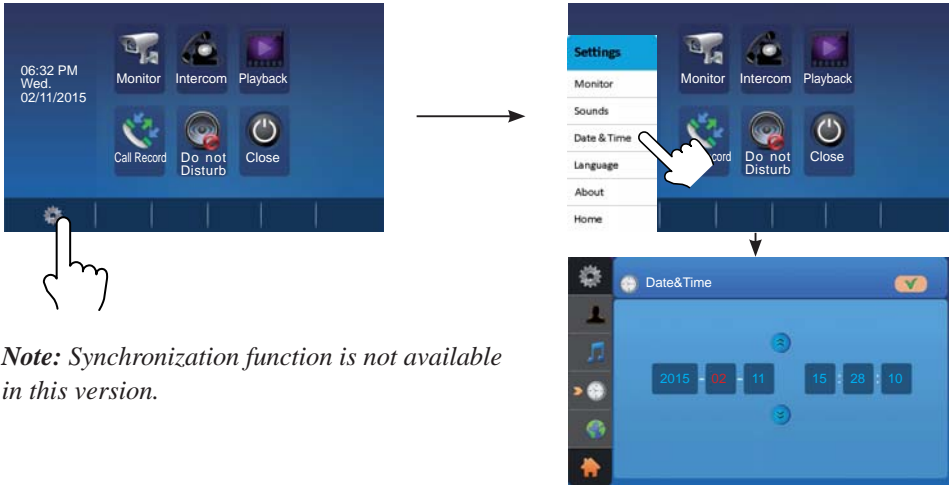 06:32 PM
Wed.
02/11/2015
Monitor Intercom Playback
Call Record Do not Disturb Close
Settings
Monitor
Sounds
Date & Time
Language
About
Home
Monitor Intercom Playback
cord Do not Disturb Close
Note: Synchronization function is not available
in this version.
Date&Time
2015 - 02 - 11 15 : 28 : 10